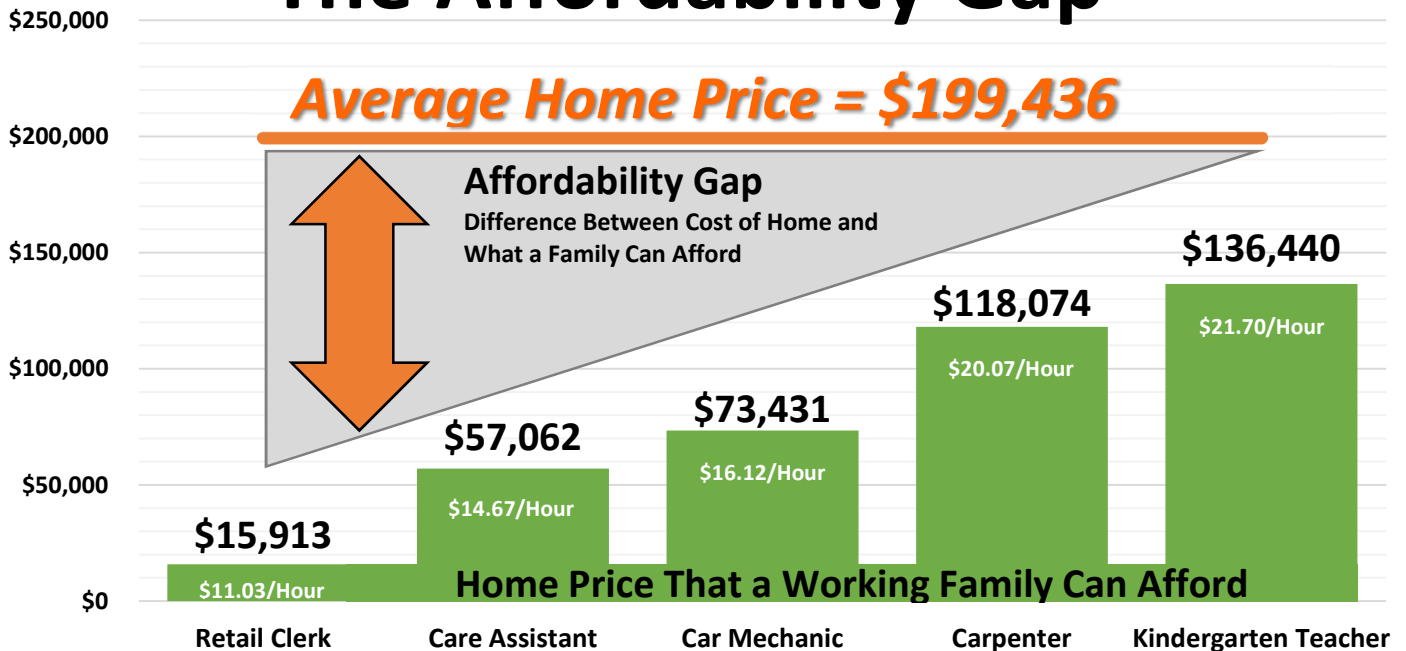 The Affordability Gap
$250,000
Average Home Price = $199,436
$200,000
Affordability Gap
Difference Between Cost of Home and
What a Family Can Afford
$150,000
$136,440
$118,074
$21.70/Hour
$100,000
$20.07/Hour
$73,431
$57,062
$16.12/Hour
$50,000
$14.67/Hour
$15,913
$11.03/Hour
Home Price That a Working Family Can Afford
$0
Retail Clerk
Care Assistant
Car Mechanic
Carpenter
Kindergarten Teacher